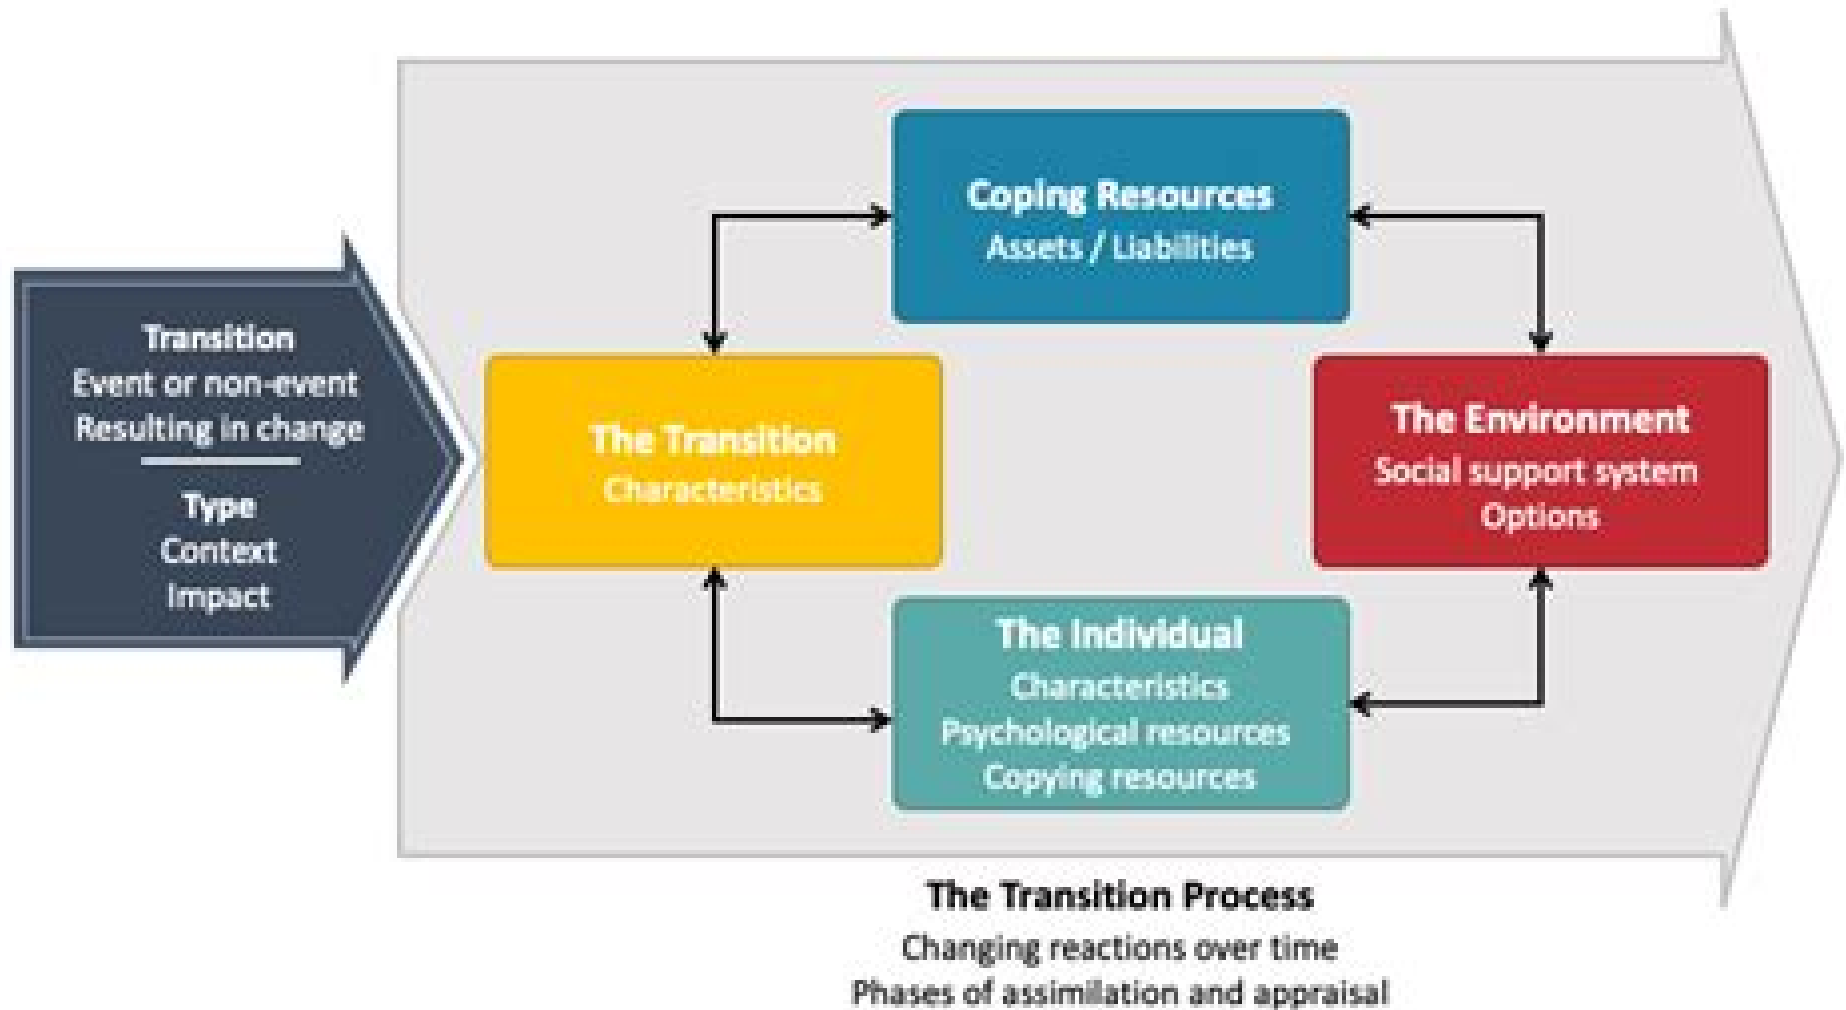 Transition
Event or non-event
Resulting in change
Type
Context
Impact
Coping Resources
Assets / Liabilities
The Transition
Characteristics
The Environment
Social support system
Options
The Individual
Characteristics
Psychological resources
Copying resources
The Transition Process
Changing reactions over time
Phases of assimilation and appraisal